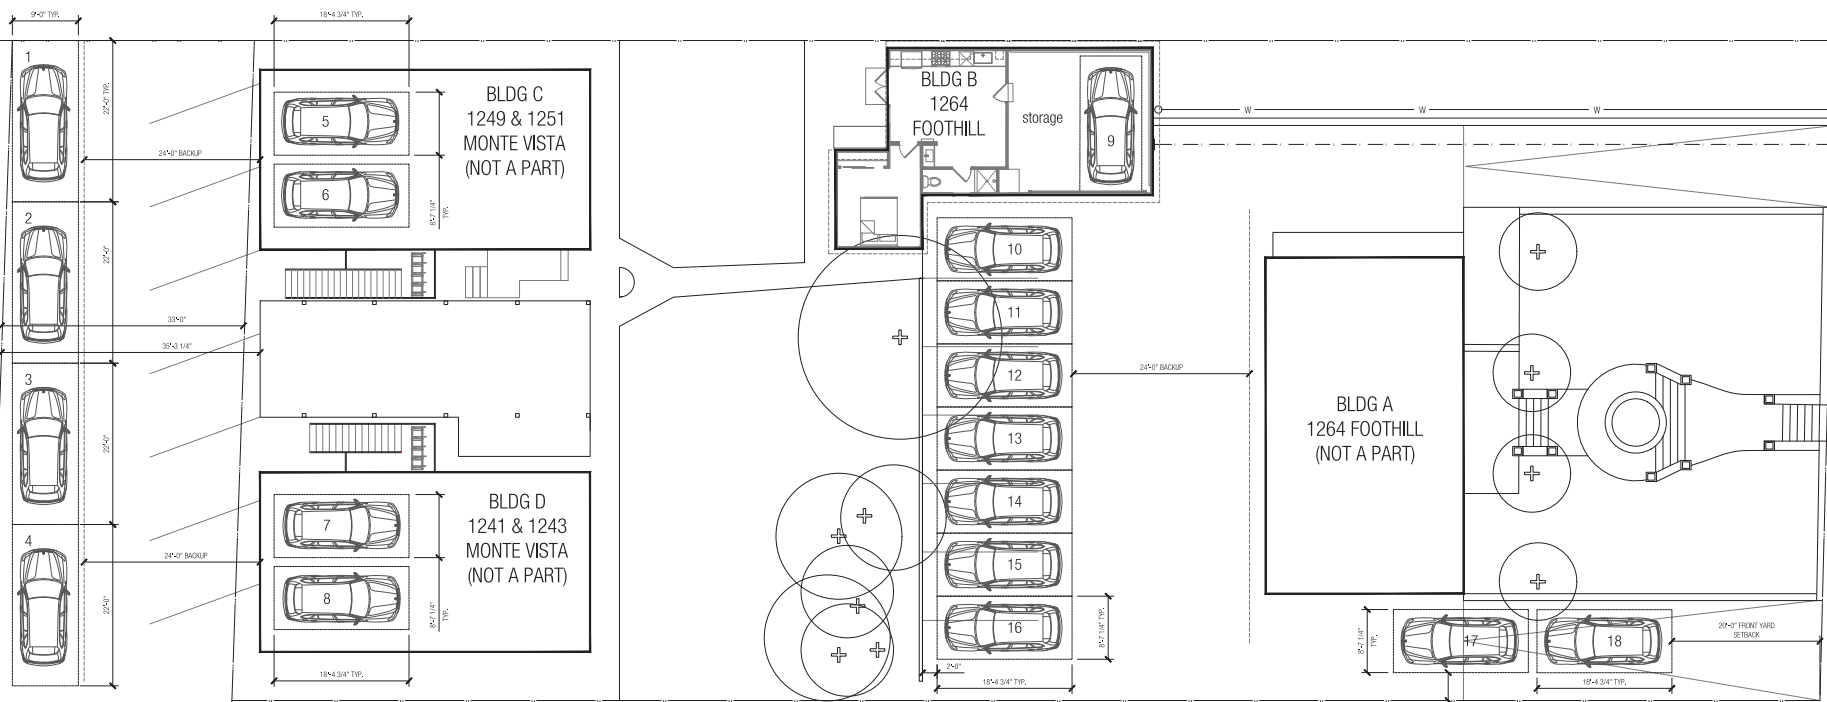 9'-0" TYP.
18'-4 3/4" TYP.
1
22'-0" TYP.
24'-0" BACKUP
2
22'-0"
33'-0"
35'-3 1/4"
3
22'-0"
4
24'-0" BACKUP
22'-0"
5
6
8'-7 1/4"
TYP.
BLDG C
1249 & 1251
MONTE VISTA
(NOT A PART)
7
8
8'-7 1/4"
TYP.
BLDG D
1241 & 1243
MONTE VISTA
(NOT A PART)
18'-4 3/4" TYP.
BLDG B
1264
FOOTHILL
storage
9
W
W
W
10
11
12
13
14
15
16
24'-0" BACKUP
8'-7 1/4" TYP.
2'-0"
18'-4 3/4" TYP.
BLDG A
1264 FOOTHILL
(NOT A PART)
8'-7 1/4"
TYP.
17
18
20'-0" FRONT YARD
SETBACK
18'-4 3/4" TYP.